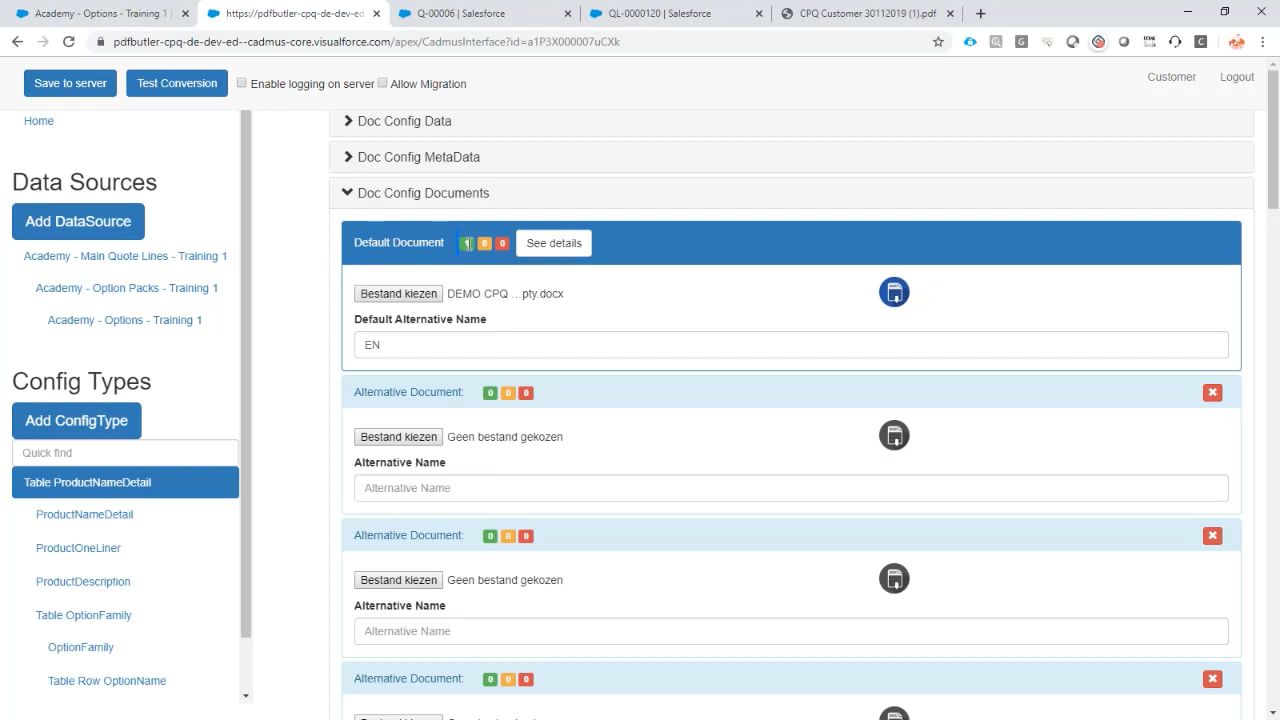 Academy - Options - Training 1
https://pdfbutler-cpq-de-dev-ed
Q-00006 | Salesforce
QL-0000120 | Salesforce
CPQ Customer 30112019 (1).pdf
pdfbutler-cpq-de-dev-ed--cadmus-core.visualforce.com/apex/CadmusInterface?id=a1P3X000007uCXk
Save to server
Test Conversion
Enable logging on server
Allow Migration
Customer
Logout
Home
Data Sources
Add DataSource
Academy - Main Quote Lines - Training 1
Academy - Option Packs - Training 1
Academy - Options - Training 1
Config Types
Add ConfigType
Quick find
Table ProductNameDetail
ProductNameDetail
ProductOneLiner
ProductDescription
Table OptionFamily
OptionFamily
Table Row OptionName
Doc Config Data
Doc Config MetaData
Doc Config Documents
Default Document 0 0 See details
Bestand kiezen DEMO CPQ ...pty.docx
Default Alternative Name
EN
Alternative Document: 0 0 0
Bestand kiezen Geen bestand gekozen
Alternative Name
Alternative Name
Alternative Document: 0 0 0
Bestand kiezen Geen bestand gekozen
Alternative Name
Alternative Name
Alternative Document: 0 0 0